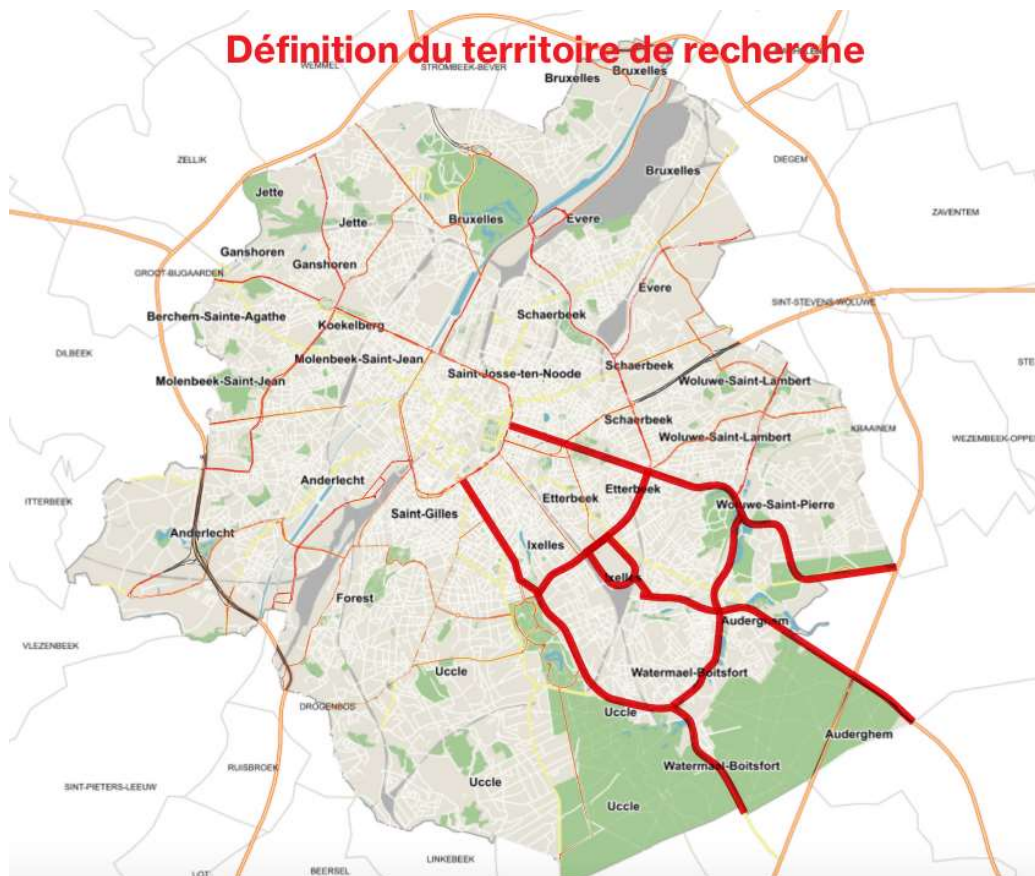 Définition du territoire de recherche
WEMMEL
STROMBEEK-BEVER
Bruxelles
Bruxelles
ZELLIK
DIEGEM
Bruxelles
Jette
Jette
Bruxelles
Evere
ZAVENTEM
Ganshoren
Ganshoren
GROOT-BIJGAARDEN
Evere
SINT-STEVENS-WOLUWE
Berchem-Sainte-Agathe
Koekelberg
Schaerbeek
DILBEEK
Molenbeek-Saint-Jean
Saint-Josse-ten-Noode
Schaerbeek
STE
Molenbeek-Saint-Jean
Woluwe-Saint-Lambert
Schaerbeek
KRAAINEM
Woluwe-Saint-Lambert
WEZEMBEEK-OPPE
Anderlecht
Etterbeek
Etterbeek
ITTERBEEK
Saint-Gilles
Woluwe-Saint-Pierre
Anderlecht
Ixelles
Ixelles
Forest
Auderghem
VLEZENBEEK
Uccle
Watermael-Boitsfort
DROGENBOS
Uccle
Auderghem
RUISBROEK
Watermael-Boitsfort
SINT-PIETERS-LEEUW
Uccle
Uccle
LINKEBEEK
LOT
BEERSEL